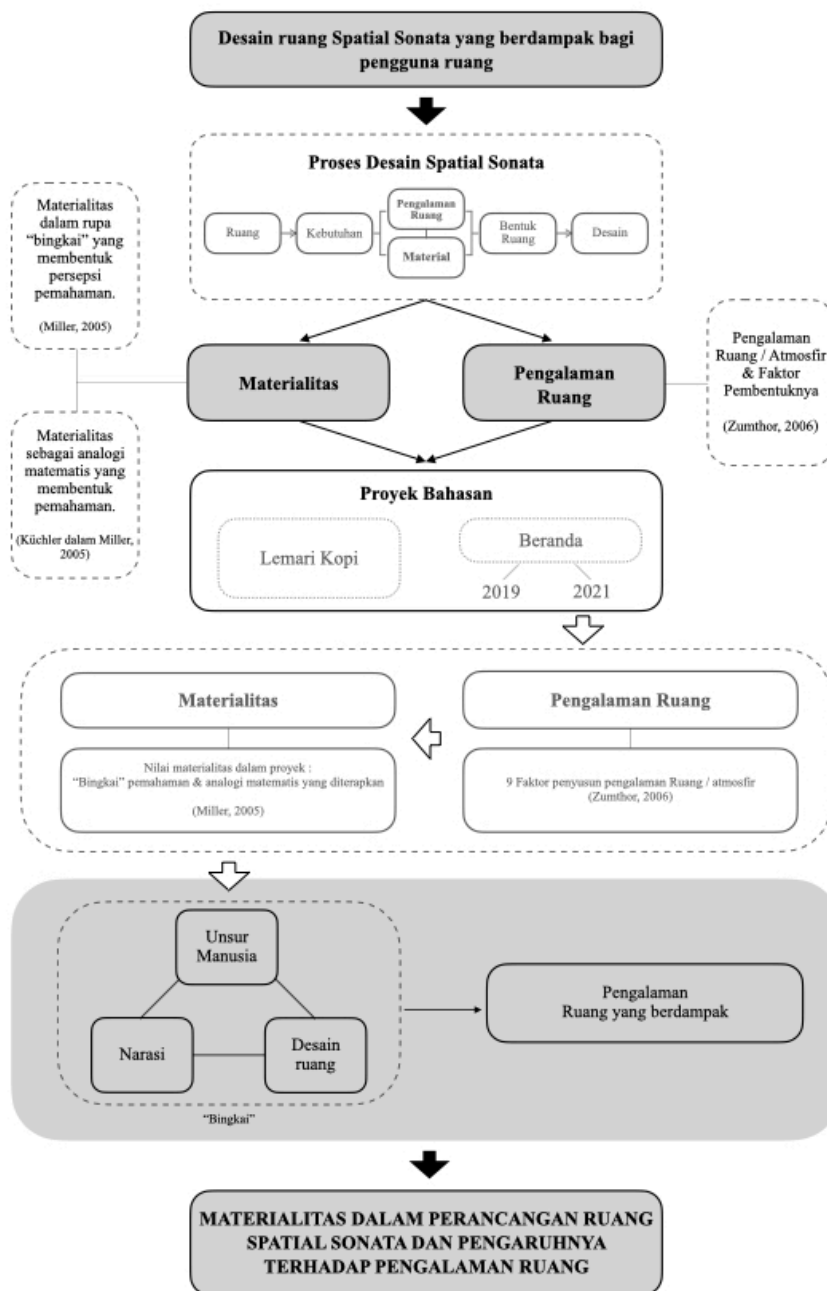 Desain ruang Spatial Sonata yang berdampak bagi
pengguna ruang
Proses Desain Spatial Sonata
Ruang
Kebutuhan
Pengalaman
Ruang
Material
Bentuk
Ruang
Desain
Materialitas
dalam rupa
“bingkai” yang
membentuk
persepsi
pemahaman.
(Miller, 2005)
Materialitas
sebagai analogi
matematis yang
membentuk
pemahaman.
(Küchler dalam Miller,
2005)
Materialitas
Pengalaman
Ruang
Pengalaman
Ruang / Atmosfir
& Faktor
Pembentuknya
(Zumthor, 2006)
Proyek Bahasan
Lemari Kopi
Beranda
2019
2021
Materialitas
Nilai materialitas dalam proyek :
“Bingkai” pemahaman & analogi matematis yang diterapkan
(Miller, 2005)
Pengalaman Ruang
9 Faktor penyusun pengalaman Ruang / atmosfir
(Zumthor, 2006)
Unsur
Manusia
Narasi
Desain
ruang
“Bingkai”
Pengalaman
Ruang yang berdampak
MATERIALITAS DALAM PERANCANGAN RUANG
SPATIAL SONATA DAN PENGARUHNYA
TERHADAP PENGALAMAN RUANG